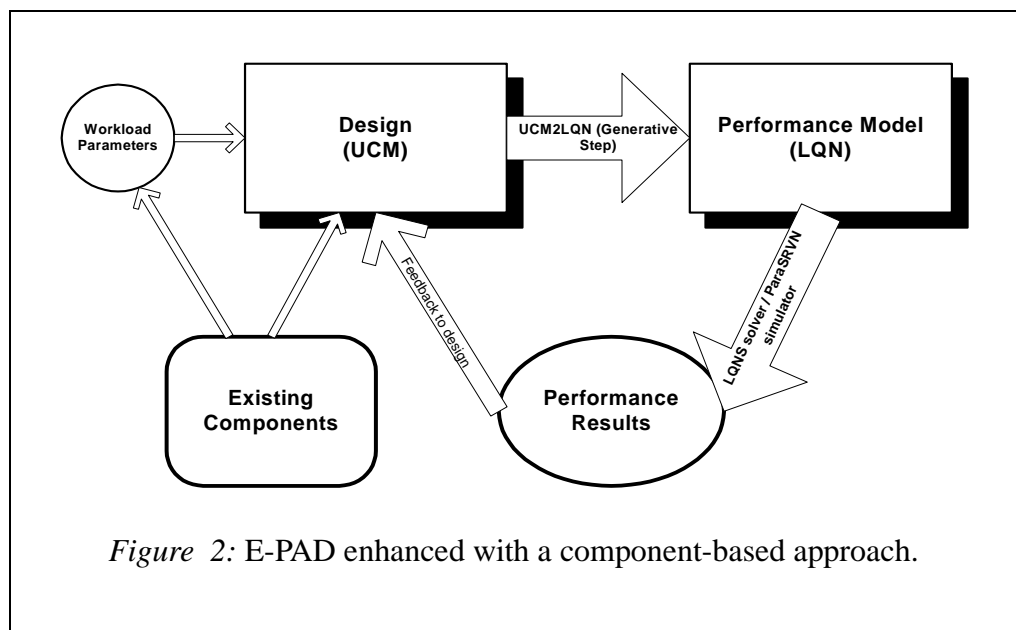 Workload
Parameters
Design
(UCM)
UCM2LQN (Generative
Step)
Performance Model
(LQN)
LQNS solver / ParaSRVN
simulator
Feedback to design
Existing
Components
Performance
Results
Figure 2: E-PAD enhanced with a component-based approach.